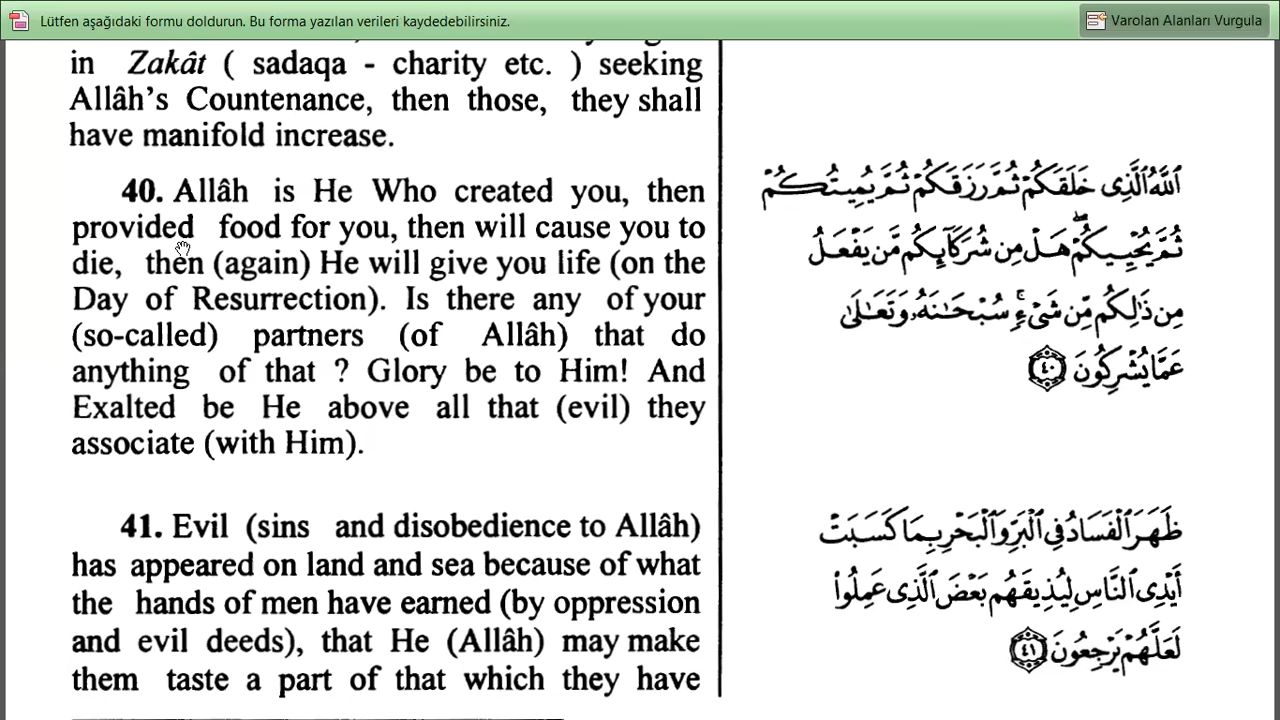 Lütfen aşağıdaki formu doldurun. Bu forma yazılan verileri kaydedebilirsiniz.
Varolan Alanları Vurgula
in Zakât ( sadaqa - charity etc. ) seeking
Allâh's Countenance, then those, they shall
have manifold increase.
40. Allâh is He Who created you, then
provided food for you, then will cause you to
die, then (again) He will give you life (on the
Day of Resurrection). Is there any of your
(so-called) partners (of Allâh) that do
anything of that ? Glory be to Him! And
Exalted be He above all that (evil) they
associate (with Him).
41. Evil (sins and disobedience to Allâh)
has appeared on land and sea because of what
the hands of men have earned (by oppression
and evil deeds), that He (Allâh) may make
them taste a part of that which they have
ٱللَّهُ ٱلَّذِى خَلَقَكُمْ ثُمَّ رَزَقَكُمْ ثُمَّ يُمِيتُكُمْ
ثُمَّ يُحْيِيكُمْ ۖ هَلْ مِن شُرَكَآئِكُم مَّن يَفْعَلُ
مِن ذَٰلِكُم مِّن شَىْءٍ ۚ سُبْحَـٰنَهُۥ وَتَعَـٰلَىٰ
عَمَّا يُشْرِكُونَ ٤٠
ظَهَرَ ٱلْفَسَادُ فِى ٱلْبَرِّ وَٱلْبَحْرِ بِمَا كَسَبَتْ
أَيْدِى ٱلنَّاسِ لِيُذِيقَهُم بَعْضَ ٱلَّذِى عَمِلُوا۟
لَعَلَّهُمْ يَرْجِعُونَ ٤١